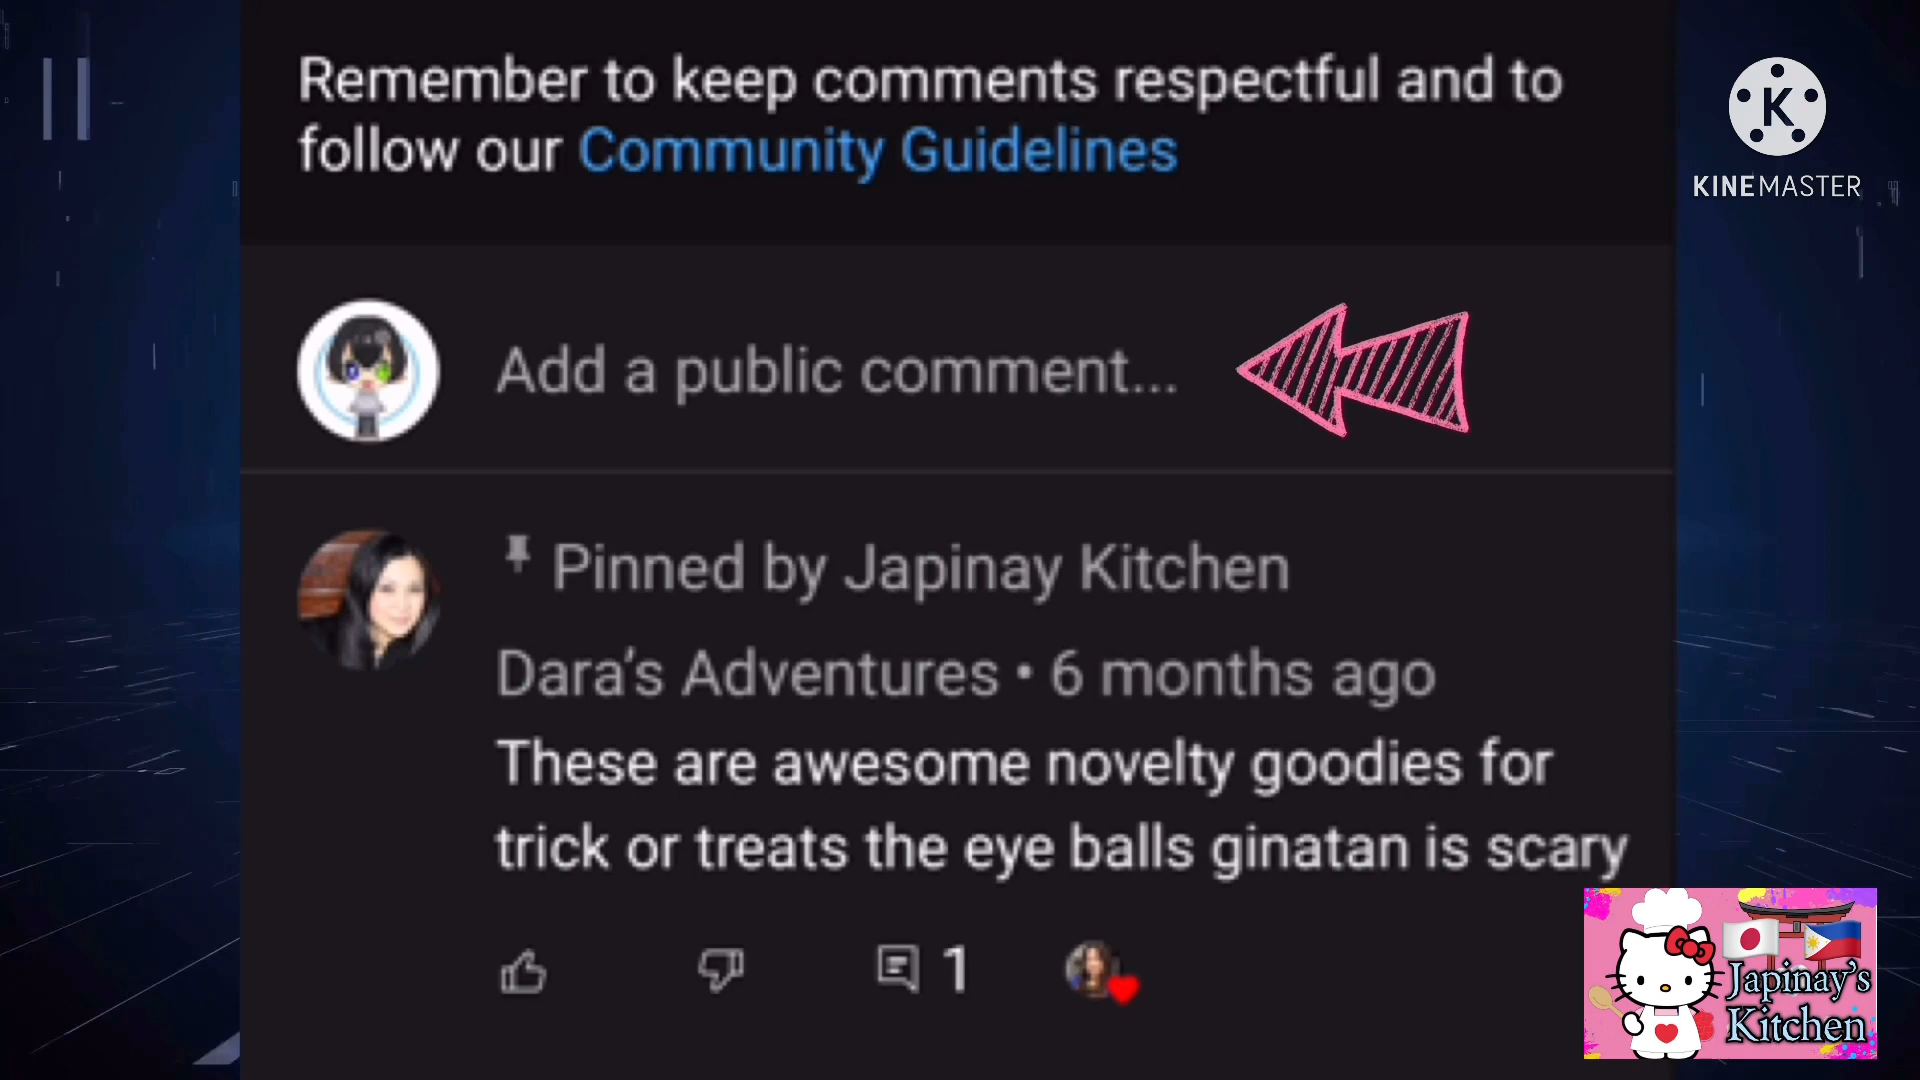 Remember to keep comments respectful and to
follow our Community Guidelines
K
KINEMASTER
Add a public comment...
Pinned by Japinay Kitchen
Dara's Adventures • 6 months ago
These are awesome novelty goodies for
trick or treats the eye balls ginatan is scary
1
Japinay's
Kitchen